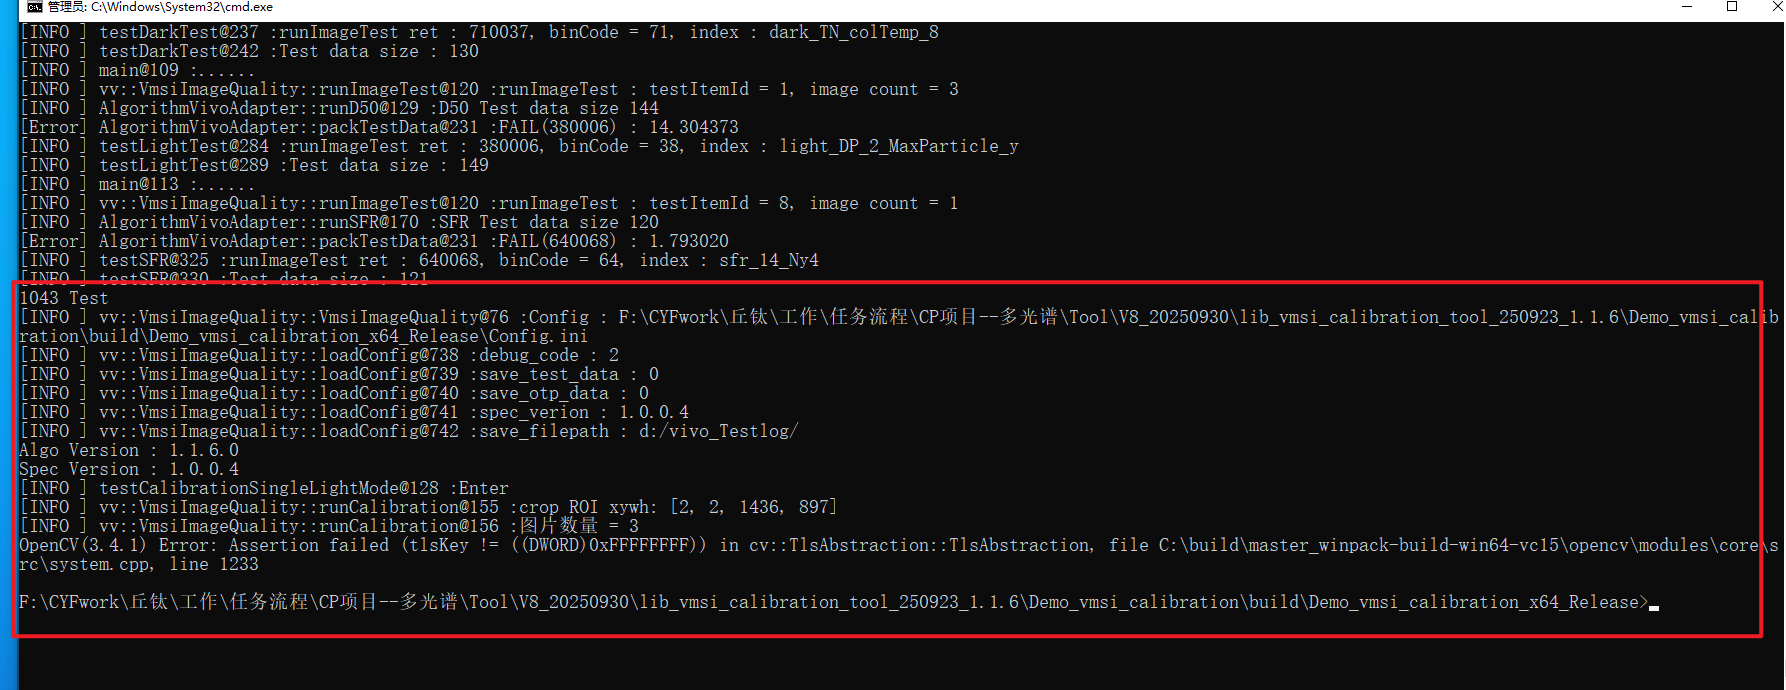 管理员: C:\Windows\System32\cmd.exe
[INFO ] testDarkTest@237 :runImageTest ret : 710037, binCode = 71, index : dark_TN_colTemp_8
[INFO ] testDarkTest@242 :Test data size : 130
[INFO ] main@109 :......
[INFO ] vv::VmsiImageQuality::runImageTest@120 :runImageTest : testItemId = 1, image count = 3
[INFO ] AlgorithmVivoAdapter::runD50@129 :D50 Test data size 144
[Error] AlgorithmVivoAdapter::packTestData@231 :FAIL(380006) : 14.304373
[INFO ] testLightTest@284 :runImageTest ret : 380006, binCode = 38, index : light_DP_2_MaxParticle_y
[INFO ] testLightTest@289 :Test data size : 149
[INFO ] main@113 :......
[INFO ] vv::VmsiImageQuality::runImageTest@120 :runImageTest : testItemId = 8, image count = 1
[INFO ] AlgorithmVivoAdapter::runSFR@170 :SFR Test data size 120
[Error] AlgorithmVivoAdapter::packTestData@231 :FAIL(640068) : 1.793020
[INFO ] testSFR@325 :runImageTest ret : 640068, binCode = 64, index : sfr_14_Ny4
[INFO ] testSFR@330 :Test data size : 121
1043 Test
[INFO ] vv::VmsiImageQuality::VmsiImageQuality@76 :Config : F:\CYFwork\丘钛\工作\任务流程\CP项目--多光谱\Tool\V8_20250930\lib_vmsi_calibration_tool_250923_1.1.6\Demo_vmsi_calib
ration\build\Demo_vmsi_calibration_x64_Release\Config.ini
[INFO ] vv::VmsiImageQuality::loadConfig@738 :debug_code : 2
[INFO ] vv::VmsiImageQuality::loadConfig@739 :save_test_data : 0
[INFO ] vv::VmsiImageQuality::loadConfig@740 :save_otp_data : 0
[INFO ] vv::VmsiImageQuality::loadConfig@741 :spec_verion : 1.0.0.4
[INFO ] vv::VmsiImageQuality::loadConfig@742 :save_filepath : d:/vivo_Testlog/
Algo Version : 1.1.6.0
Spec Version : 1.0.0.4
[INFO ] testCalibrationSingleLightMode@128 :Enter
[INFO ] vv::VmsiImageQuality::runCalibration@155 :crop ROI xywh: [2, 2, 1436, 897]
[INFO ] vv::VmsiImageQuality::runCalibration@156 :图片数量 = 3
OpenCV(3.4.1) Error: Assertion failed (tlsKey != ((DWORD)0xFFFFFFFF)) in cv::TlsAbstraction::TlsAbstraction, file C:\build\master_winpack-build-win64-vc15\opencv\modules\core\s
rc\system.cpp, line 1233
F:\CYFwork\丘钛\工作\任务流程\CP项目--多光谱\Tool\V8_20250930\lib_vmsi_calibration_tool_250923_1.1.6\Demo_vmsi_calibration\build\Demo_vmsi_calibration_x64_Release>